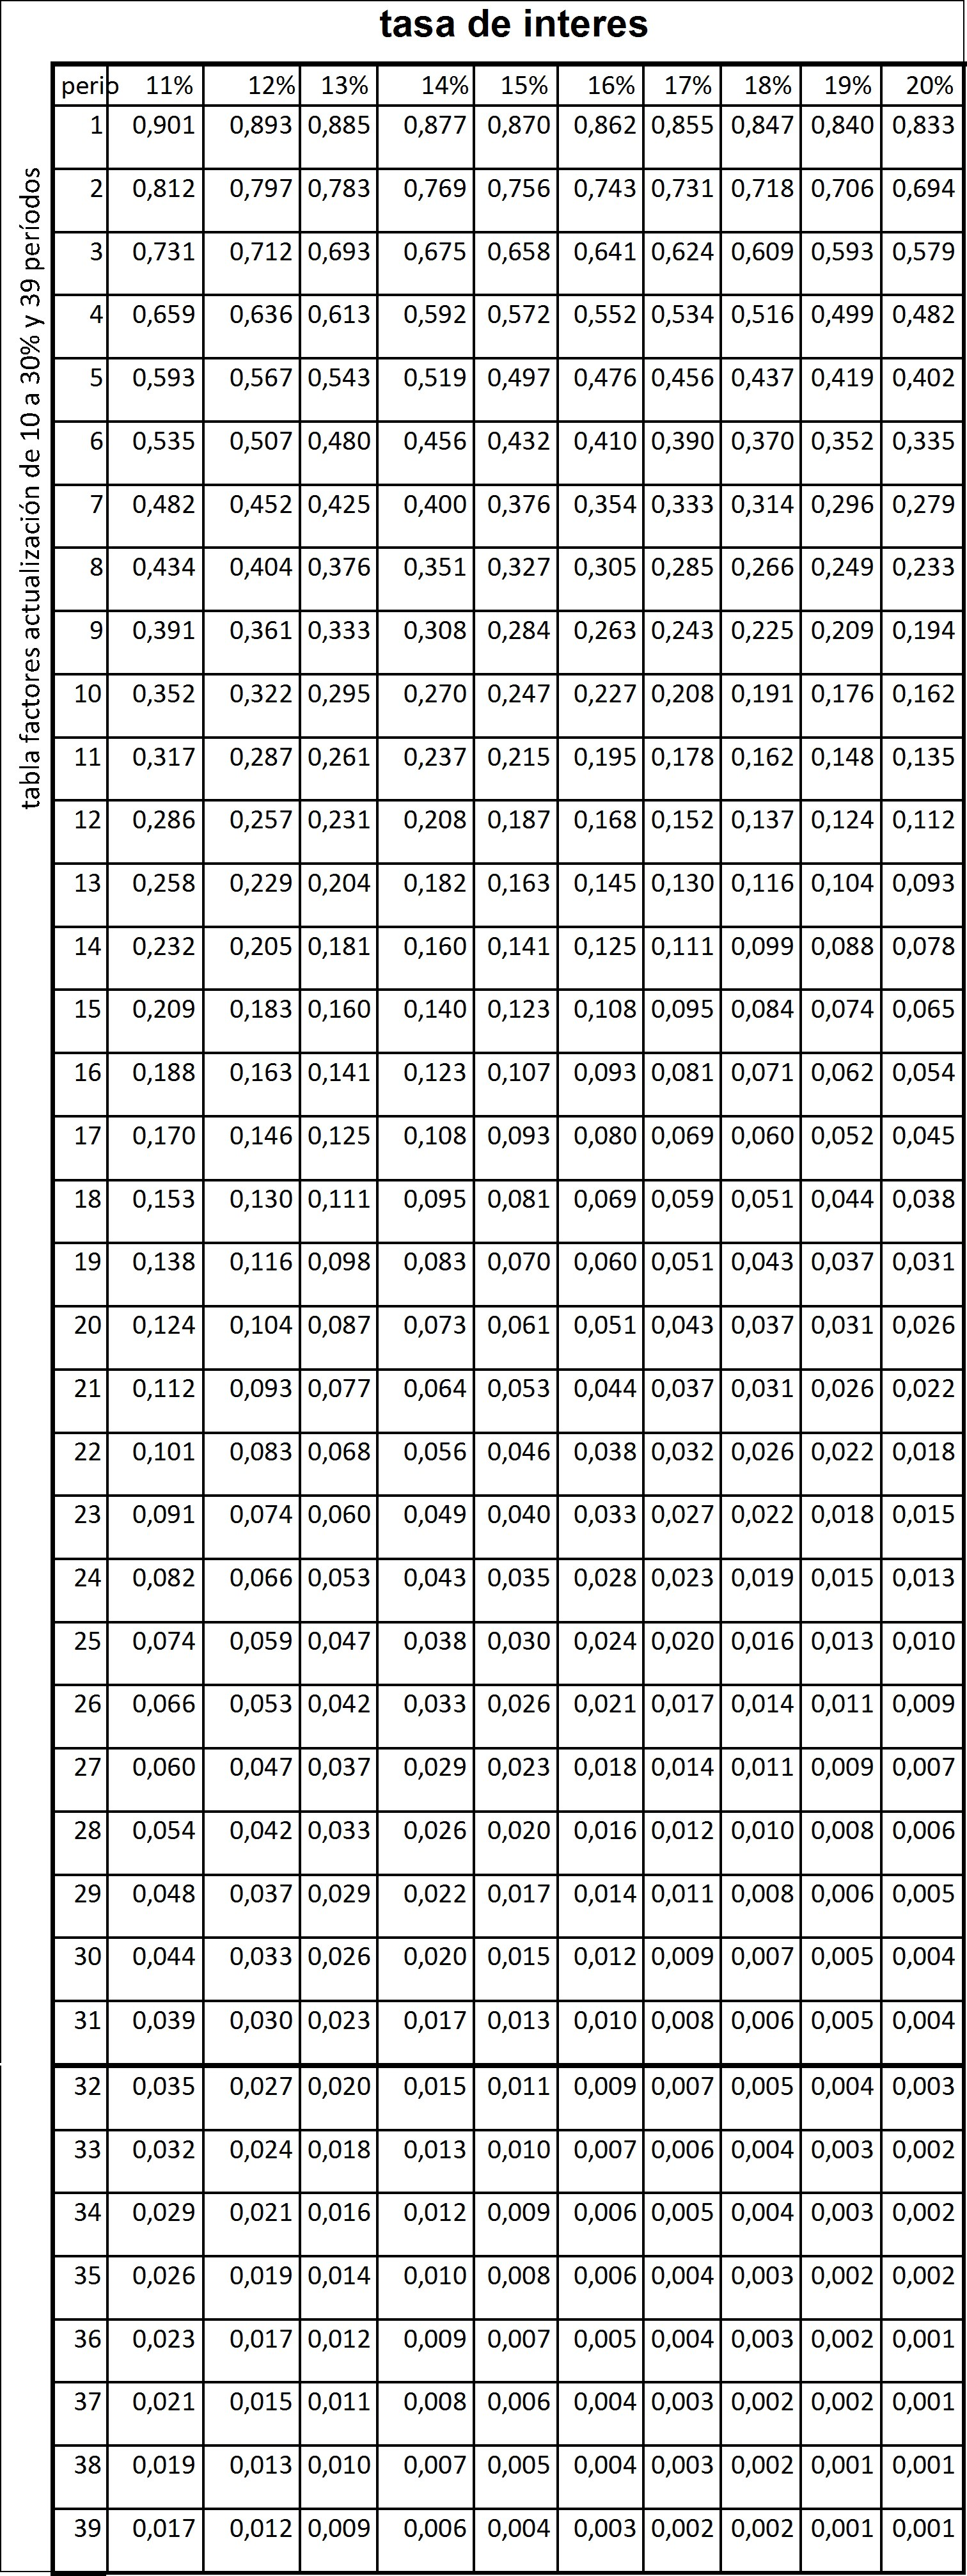 tasa de interes
tabla factores actualización de 10 a 30% y 39 períodos
perio 11% 12% 13% 14% 15% 16% 17% 18% 19% 20%
1 0,901 0,893 0,885 0,877 0,870 0,862 0,855 0,847 0,840 0,833
2 0,812 0,797 0,783 0,769 0,756 0,743 0,731 0,718 0,706 0,694
3 0,731 0,712 0,693 0,675 0,658 0,641 0,624 0,609 0,593 0,579
4 0,659 0,636 0,613 0,592 0,572 0,552 0,534 0,516 0,499 0,482
5 0,593 0,567 0,543 0,519 0,497 0,476 0,456 0,437 0,419 0,402
6 0,535 0,507 0,480 0,456 0,432 0,410 0,390 0,370 0,352 0,335
7 0,482 0,452 0,425 0,400 0,376 0,354 0,333 0,314 0,296 0,279
8 0,434 0,404 0,376 0,351 0,327 0,305 0,285 0,266 0,249 0,233
9 0,391 0,361 0,333 0,308 0,284 0,263 0,243 0,225 0,209 0,194
10 0,352 0,322 0,295 0,270 0,247 0,227 0,208 0,191 0,176 0,162
11 0,317 0,287 0,261 0,237 0,215 0,195 0,178 0,162 0,148 0,135
12 0,286 0,257 0,231 0,208 0,187 0,168 0,152 0,137 0,124 0,112
13 0,258 0,229 0,204 0,182 0,163 0,145 0,130 0,116 0,104 0,093
14 0,232 0,205 0,181 0,160 0,141 0,125 0,111 0,099 0,088 0,078
15 0,209 0,183 0,160 0,140 0,123 0,108 0,095 0,084 0,074 0,065
16 0,188 0,163 0,141 0,123 0,107 0,093 0,081 0,071 0,062 0,054
17 0,170 0,146 0,125 0,108 0,093 0,080 0,069 0,060 0,052 0,045
18 0,153 0,130 0,111 0,095 0,081 0,069 0,059 0,051 0,044 0,038
19 0,138 0,116 0,098 0,083 0,070 0,060 0,051 0,043 0,037 0,031
20 0,124 0,104 0,087 0,073 0,061 0,051 0,043 0,037 0,031 0,026
21 0,112 0,093 0,077 0,064 0,053 0,044 0,037 0,031 0,026 0,022
22 0,101 0,083 0,068 0,056 0,046 0,038 0,032 0,026 0,022 0,018
23 0,091 0,074 0,060 0,049 0,040 0,033 0,027 0,022 0,018 0,015
24 0,082 0,066 0,053 0,043 0,035 0,028 0,023 0,019 0,015 0,013
25 0,074 0,059 0,047 0,038 0,030 0,024 0,020 0,016 0,013 0,010
26 0,066 0,053 0,042 0,033 0,026 0,021 0,017 0,014 0,011 0,009
27 0,060 0,047 0,037 0,029 0,023 0,018 0,014 0,011 0,009 0,007
28 0,054 0,042 0,033 0,026 0,020 0,016 0,012 0,010 0,008 0,006
29 0,048 0,037 0,029 0,022 0,017 0,014 0,011 0,008 0,006 0,005
30 0,044 0,033 0,026 0,020 0,015 0,012 0,009 0,007 0,005 0,004
31 0,039 0,030 0,023 0,017 0,013 0,010 0,008 0,006 0,005 0,004
32 0,035 0,027 0,020 0,015 0,011 0,009 0,007 0,005 0,004 0,003
33 0,032 0,024 0,018 0,013 0,010 0,007 0,006 0,004 0,003 0,002
34 0,029 0,021 0,016 0,012 0,009 0,006 0,005 0,004 0,003 0,002
35 0,026 0,019 0,014 0,010 0,008 0,006 0,004 0,003 0,002 0,002
36 0,023 0,017 0,012 0,009 0,007 0,005 0,004 0,003 0,002 0,001
37 0,021 0,015 0,011 0,008 0,006 0,004 0,003 0,002 0,002 0,001
38 0,019 0,013 0,010 0,007 0,005 0,004 0,003 0,002 0,001 0,001
39 0,017 0,012 0,009 0,006 0,004 0,003 0,002 0,002 0,001 0,001